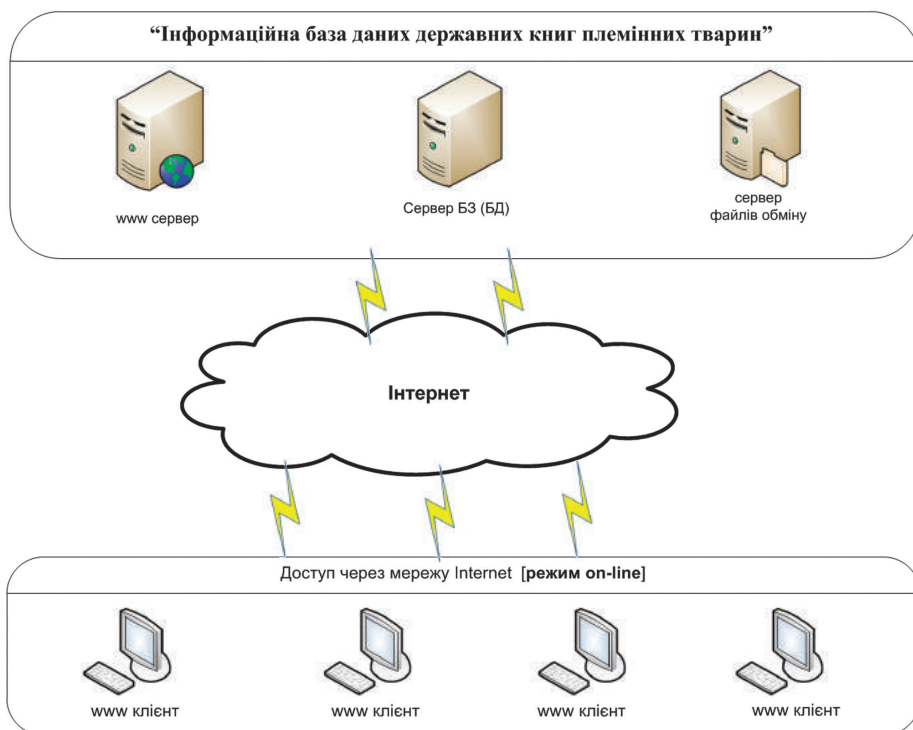 “Інформаційна база даних державних книг племінних тварин”
www сервер
Сервер БЗ (БД)
сервер
файлів обміну
Інтернет
Доступ через мережу Internet [режим on-line]
www клієнт
www клієнт
www клієнт
www клієнт